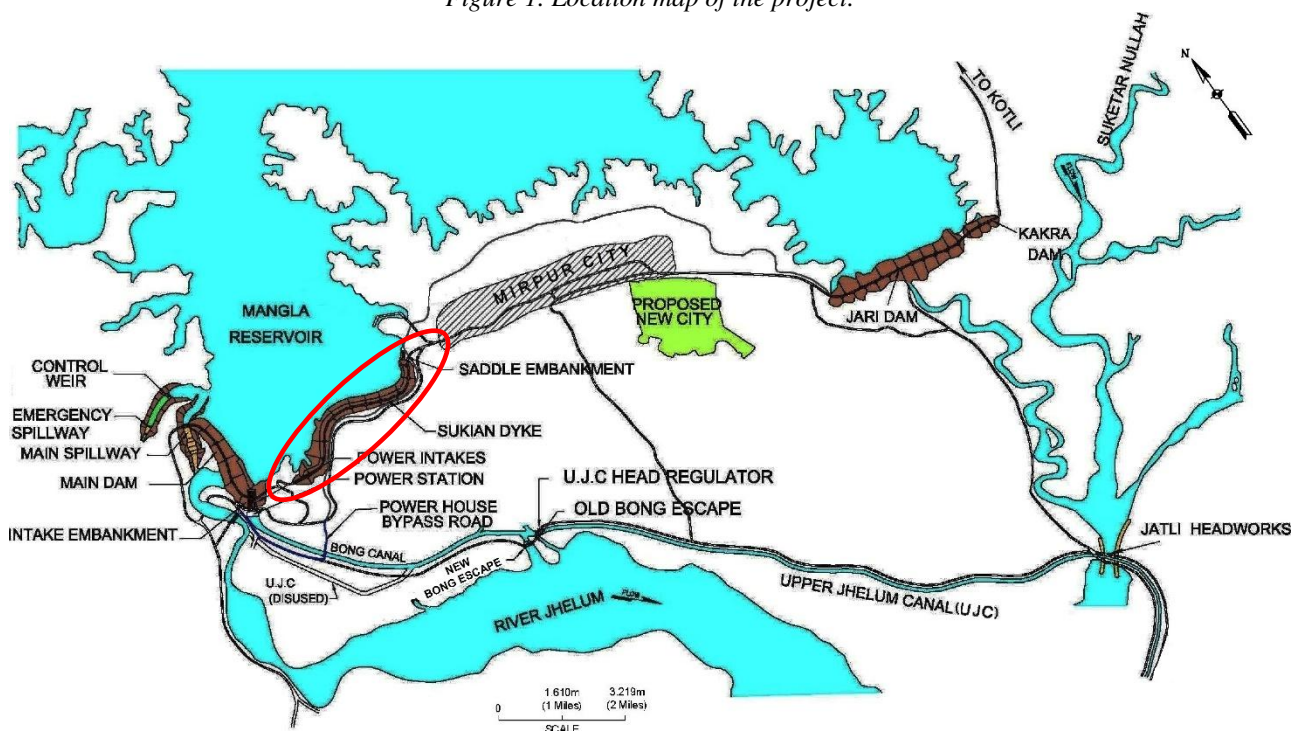 Figure 1. Location map of the project.
SUKETAR NULLAH
N
TO KOTLI
FLOW
KAKRA
DAM
MIRPUR CITY
PROPOSED
NEW CITY
JARI DAM
MANGLA
RESERVOIR
CONTROL
WEIR
SADDLE EMBANKMENT
EMERGENCY
SPILLWAY
MAIN SPILLWAY
SUKIAN DYKE
MAIN DAM
POWER INTAKES
POWER STATION
U.J.C HEAD REGULATOR
POWER HOUSE
BYPASS ROAD
OLD BONG ESCAPE
INTAKE EMBANKMENT
JATLI HEADWORKS
BONG CANAL
NEW
BONG ESCAPE
U.J.C
(DISUSED)
UPPER JHELUM CANAL(UJC)
RIVER JHELUM
FLOW
1.610m
(1 Miles)
3.219m
(2 Miles)
0
SCALE